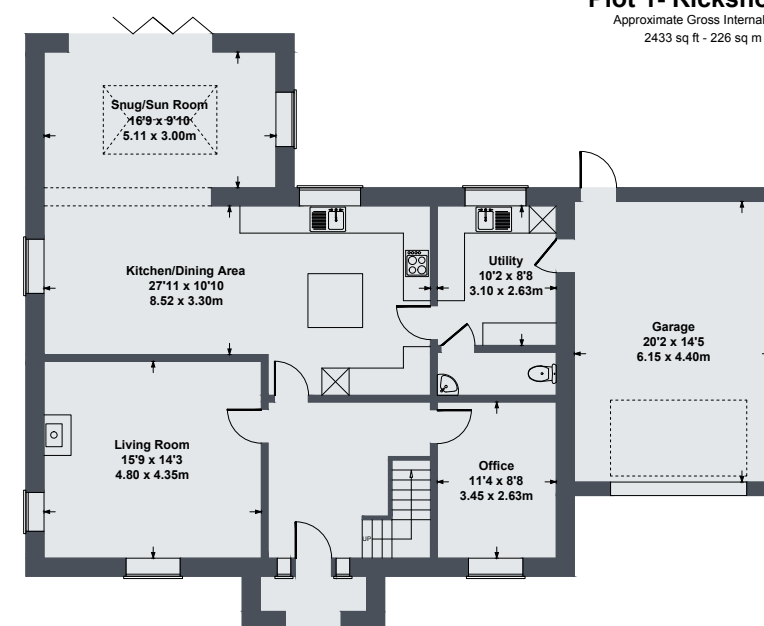 Plot 1- Ricksho
Approximate Gross Internal
2433 sq ft - 226 sq m
Snug/Sun Room
16'9 x 9'10
5.11 x 3.00m
Kitchen/Dining Area
27'11 x 10'10
8.52 x 3.30m
Utility
10'2 x 8'8
3.10 x 2.63m
Garage
20'2 x 14'5
6.15 x 4.40m
Living Room
15'9 x 14'3
4.80 x 4.35m
Office
11'4 x 8'8
3.45 x 2.63m
UP